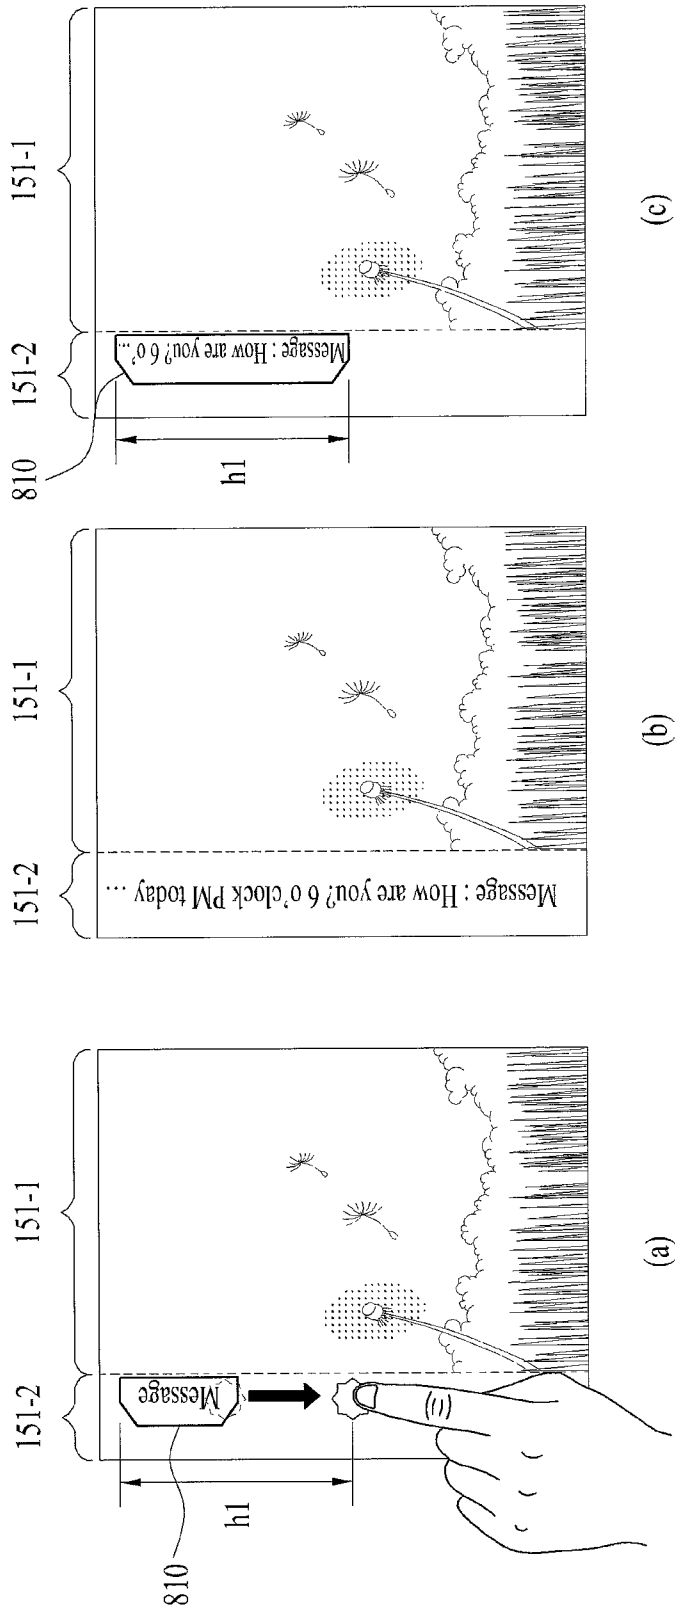 151-2
151-1
810
Message
h1
(a)
151-2
151-1
Message : How are you? 6 o'clock PM today ...
(b)
810
151-2
151-1
Message : How are you? 6 o'...
h1
(c)